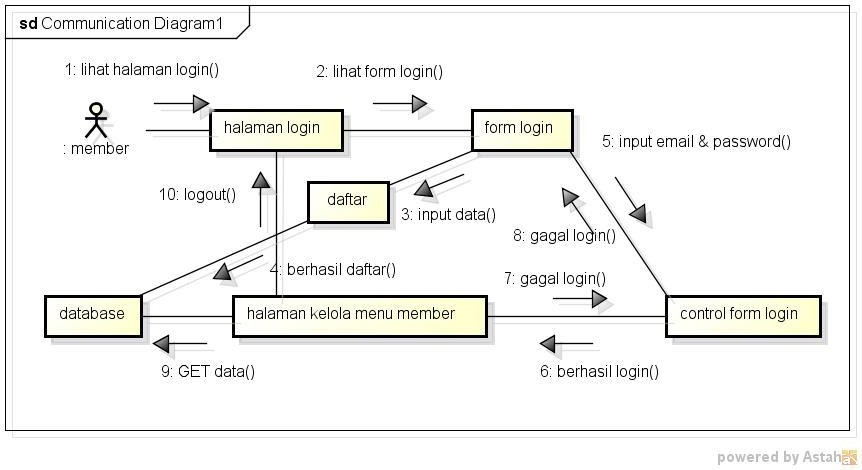 sd Communication Diagram1
1: lihat halaman login()
2: lihat form login()
: member
halaman login
form login
5: input email & password()
10: logout()
daftar
3: input data()
8: gagal login()
4: berhasil daftar()
7: gagal login()
database
halaman kelola menu member
control form login
9: GET data()
6: berhasil login()
powered by Astah